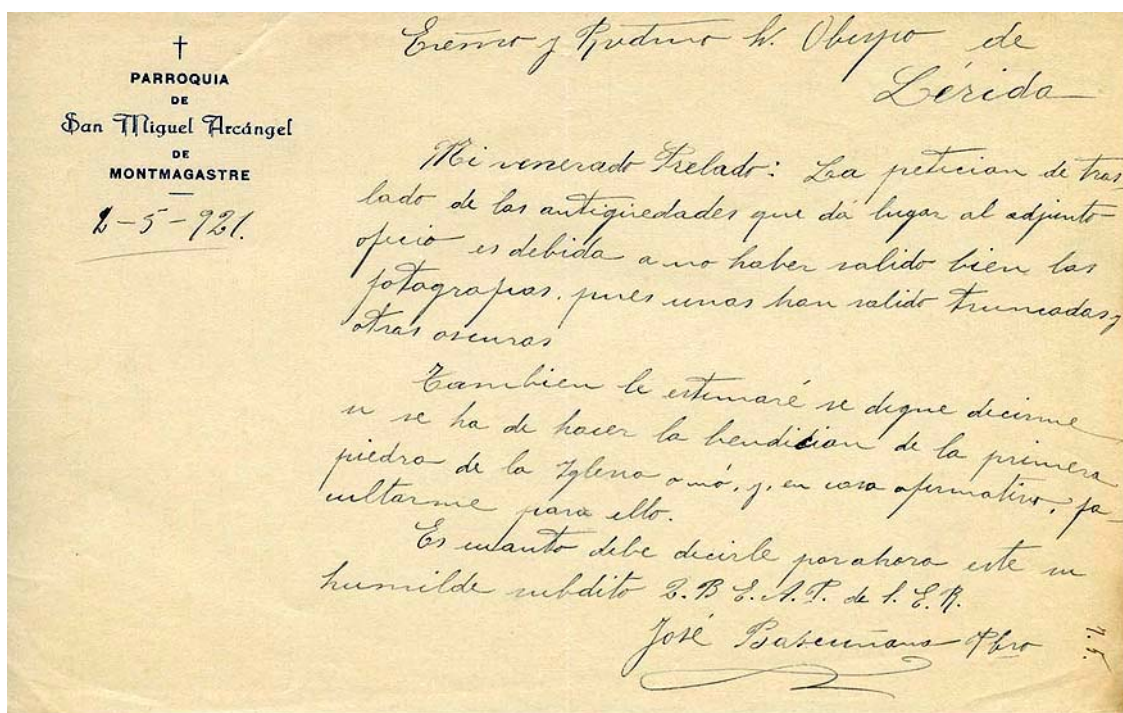 PARROQUIA
DE
San Miguel Arcángel
DE
MONTMAGASTRE
2-5-921.
Exemo y Rvdmo Sr. Obispo de
Lérida
Mi venerado Prelado: La peticion de tras-
lado de las antigüedades que dá lugar al adjunto
oficio es debida a no haber salido bien las
fotografias, pues unas han salido truncadas y
otras oscuras
Tambien le estimaré se digne decirme
si se ha de hacer la bendician de la primera
piedra de la Iglesia o nó, y, en caso afirmativo, fa-
cultarme para ello.
Es cuanto debe decirle por ahora este su
humilde subdito Q. B. E. A. P. de S. E. R.
José Bascuñana Pbro